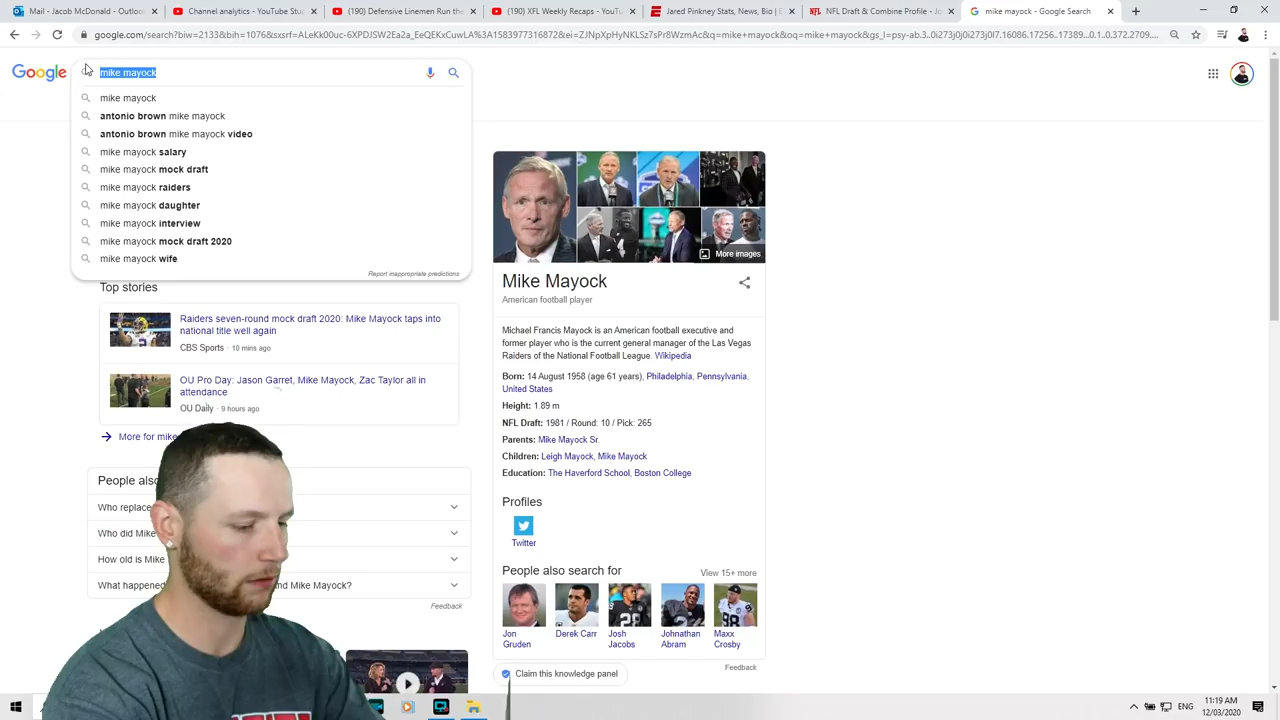 Mail - Jacob McDonald - Outlook
channel analytics - YouTube Stu
(190) Defensive Linemen Run the
(190) XFL Weekly Recaps - YouT
Jared Pinkney Stats, News, Bio | E
NFL Draft & Combine Profile - Jo
mike mayock - Google Search
google.com/search?biw=2133&bih=1076&sxsrf=ALeKk00uc-6XPDJSW2Ea2a_EeQEKxCuwLA%3A1583977316872&ei=ZJNpXpHyNKLSz7sPr8WzmAc&q=mike+mayock&oq=mike+mayock&gs_l=psy-ab.3..0i273j0j0i273j0l7.16086.17256..17389...0.1..0.372.2709....
Google
mike mayock
mike mayock
antonio brown mike mayock
antonio brown mike mayock video
mike mayock salary
mike mayock mock draft
mike mayock raiders
mike mayock daughter
mike mayock interview
mike mayock mock draft 2020
mike mayock wife
Report inappropriate predictions
Top stories
Raiders seven-round mock draft 2020: Mike Mayock taps into
national title well again
CBS Sports · 10 mins ago
OU Pro Day: Jason Garret, Mike Mayock, Zac Taylor all in
attendance
OU Daily · 9 hours ago
More for mike
People also
Who replace
Who did Mike
How old is Mike
What happened nd Mike Mayock?
Feedback
More images
Mike Mayock
American football player
Michael Francis Mayock is an American football executive and
former player who is the current general manager of the Las Vegas
Raiders of the National Football League. Wikipedia
Born: 14 August 1958 (age 61 years), Philadelphia, Pennsylvania,
United States
Height: 1.89 m
NFL Draft: 1981 / Round: 10 / Pick: 265
Parents: Mike Mayock Sr.
Children: Leigh Mayock, Mike Mayock
Education: The Haverford School, Boston College
Profiles
Twitter
People also search for
View 15+ more
Jon
Gruden
Derek Carr
Josh
Jacobs
Johnathan
Abram
Maxx
Crosby
Feedback
Claim this knowledge panel
ENG
11:19 AM
12/03/2020